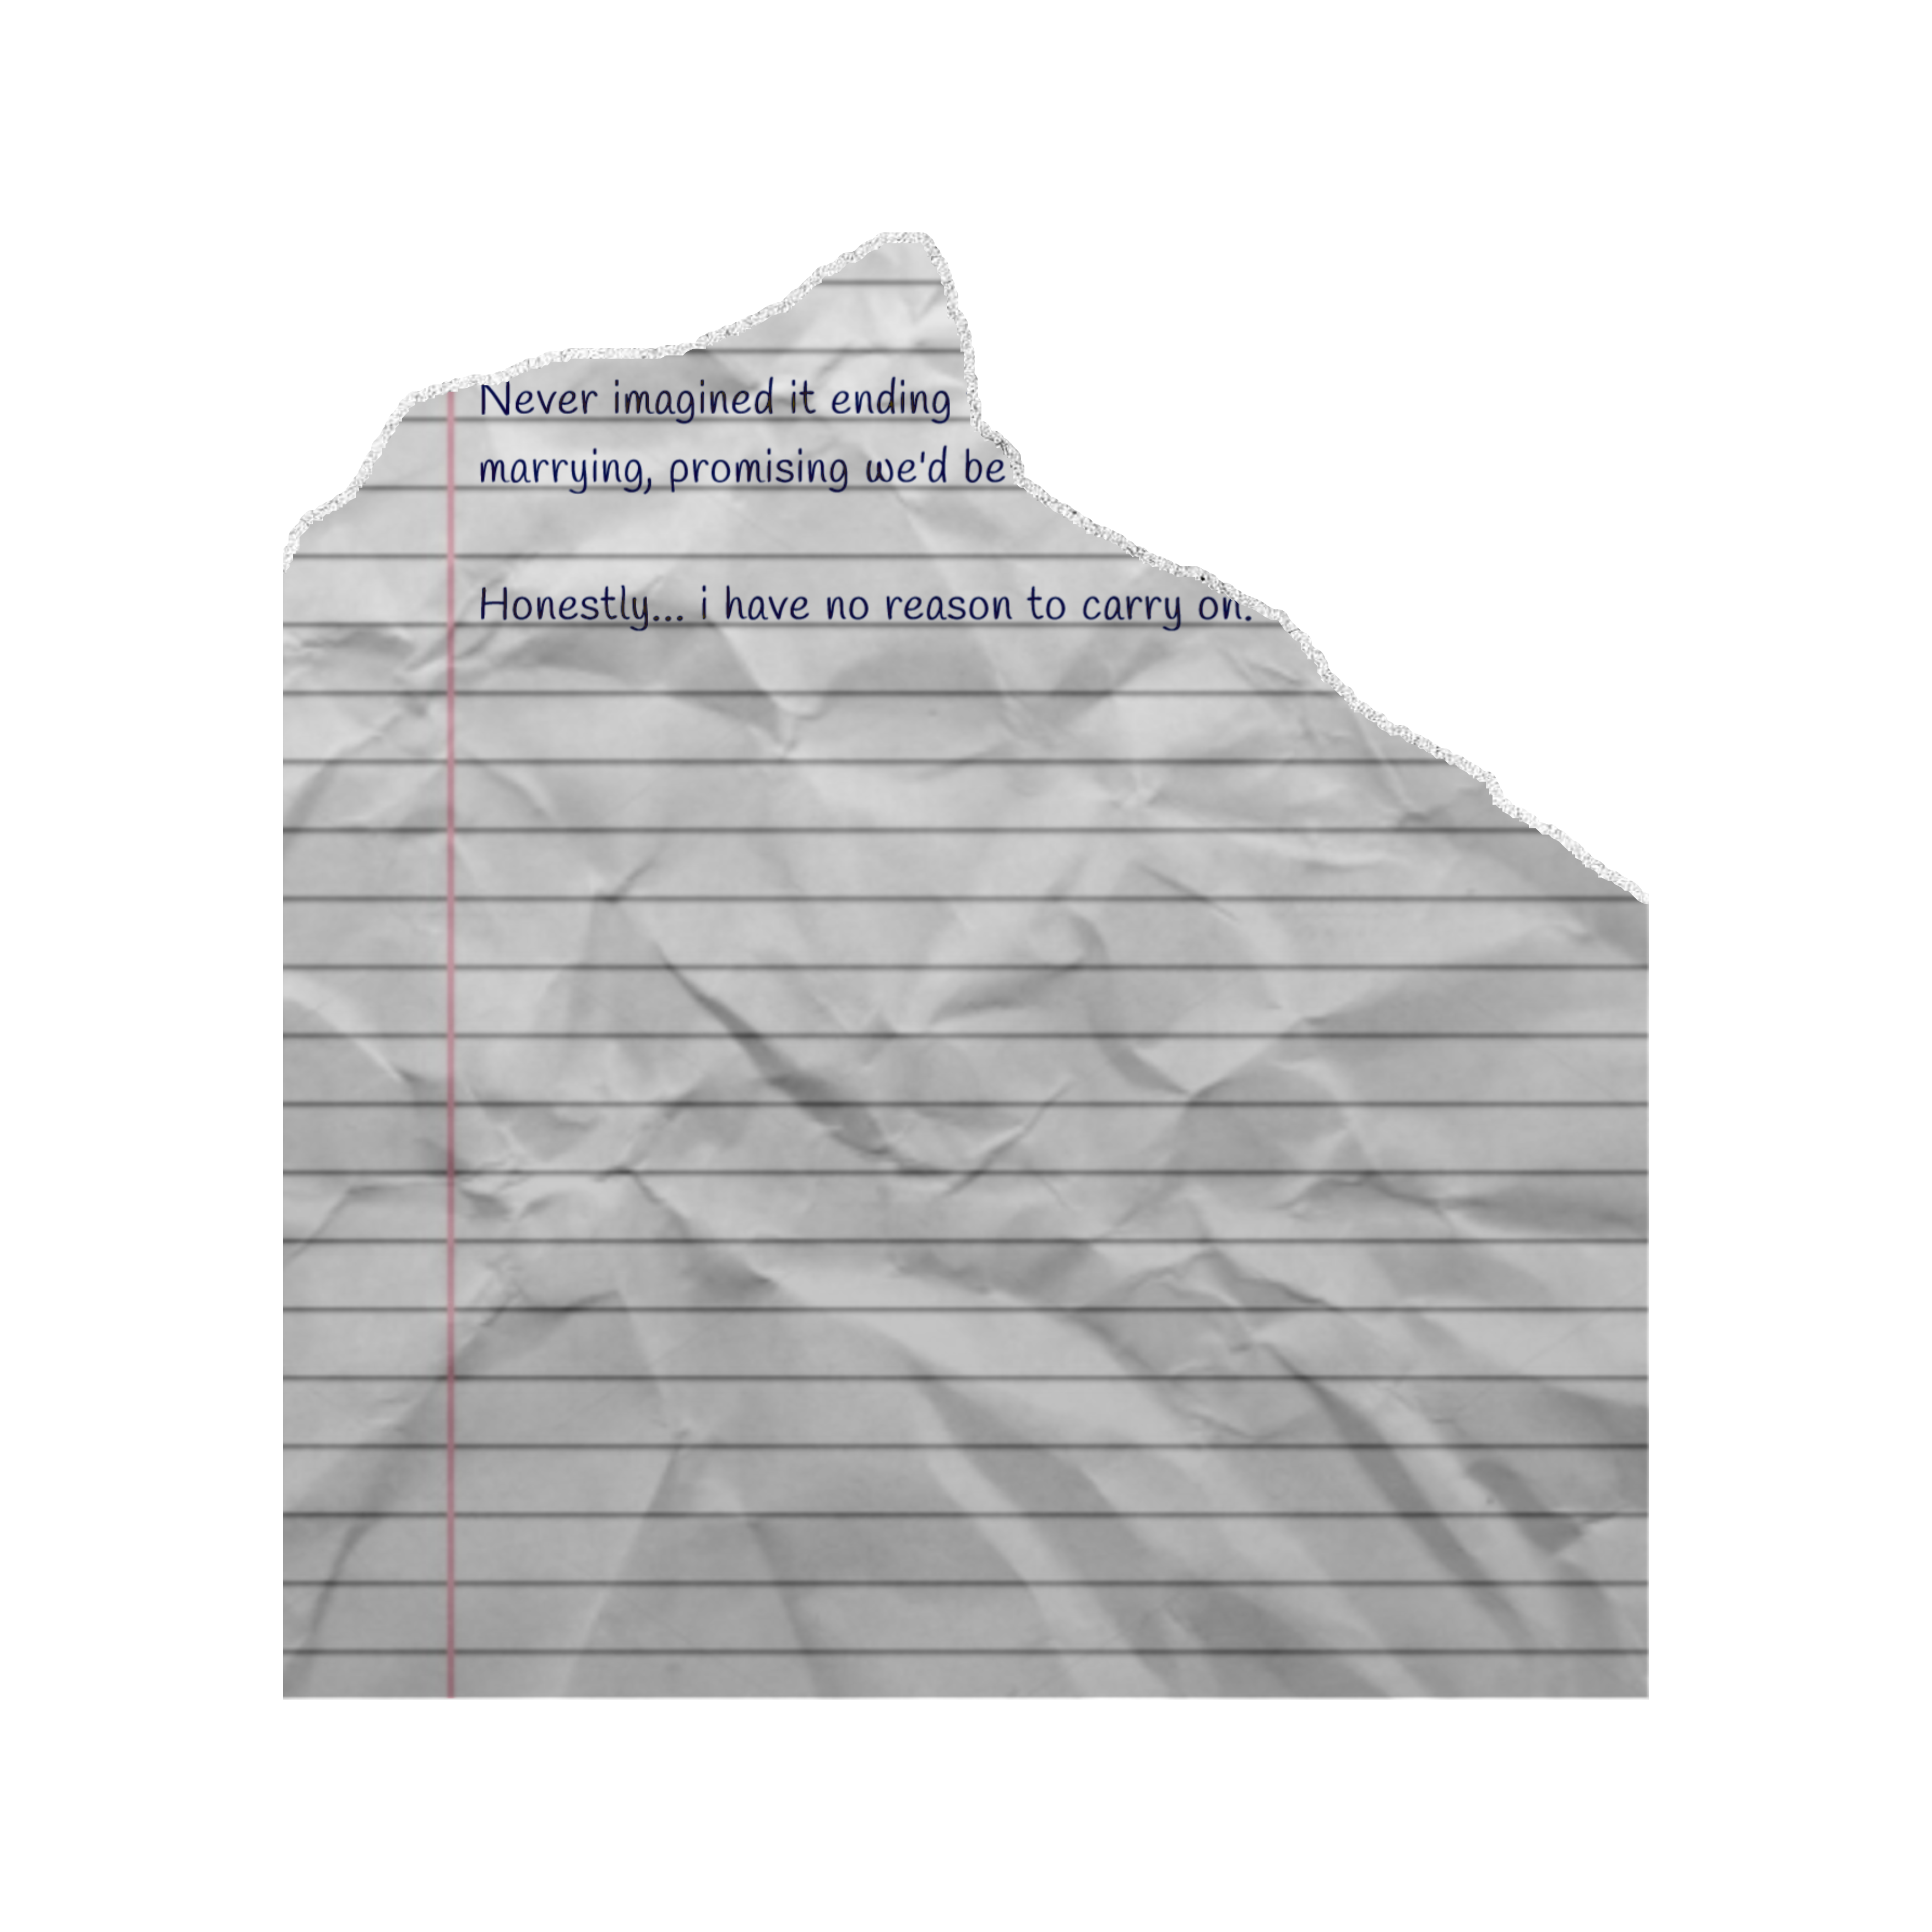 Never imagined it ending
marrying, promising we'd be
Honestly... i have no reason to carry on.